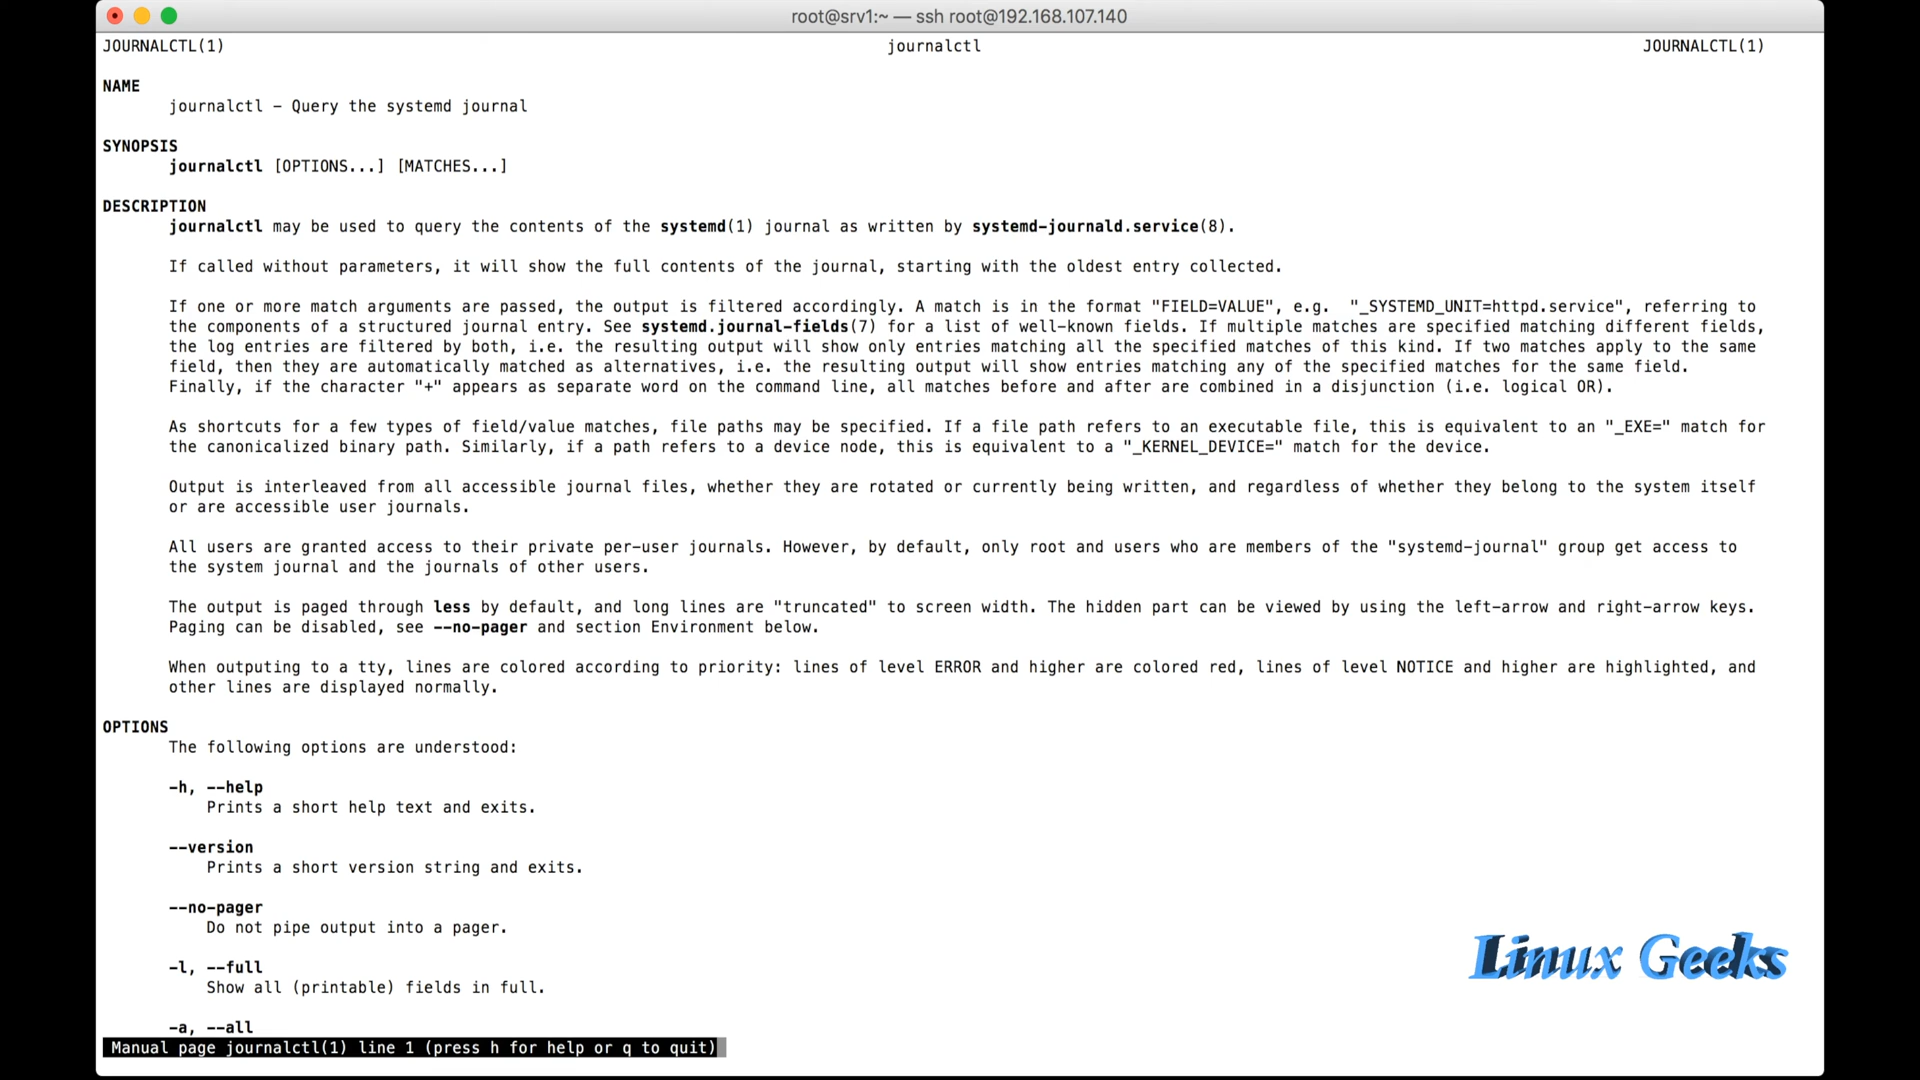 root@srv1:~ — ssh root@192.168.107.140
JOURNALCTL(1) journalctl JOURNALCTL(1)
NAME
journalctl - Query the systemd journal
SYNOPSIS
journalctl [OPTIONS...] [MATCHES...]
DESCRIPTION
journalctl may be used to query the contents of the systemd(1) journal as written by systemd-journald.service(8).
If called without parameters, it will show the full contents of the journal, starting with the oldest entry collected.
If one or more match arguments are passed, the output is filtered accordingly. A match is in the format "FIELD=VALUE", e.g. "_SYSTEMD_UNIT=httpd.service", referring to
the components of a structured journal entry. See systemd.journal-fields(7) for a list of well-known fields. If multiple matches are specified matching different fields,
the log entries are filtered by both, i.e. the resulting output will show only entries matching all the specified matches of this kind. If two matches apply to the same
field, then they are automatically matched as alternatives, i.e. the resulting output will show entries matching any of the specified matches for the same field.
Finally, if the character "+" appears as separate word on the command line, all matches before and after are combined in a disjunction (i.e. logical OR).
As shortcuts for a few types of field/value matches, file paths may be specified. If a file path refers to an executable file, this is equivalent to an "_EXE=" match for
the canonicalized binary path. Similarly, if a path refers to a device node, this is equivalent to a "_KERNEL_DEVICE=" match for the device.
Output is interleaved from all accessible journal files, whether they are rotated or currently being written, and regardless of whether they belong to the system itself
or are accessible user journals.
All users are granted access to their private per-user journals. However, by default, only root and users who are members of the "systemd-journal" group get access to
the system journal and the journals of other users.
The output is paged through less by default, and long lines are "truncated" to screen width. The hidden part can be viewed by using the left-arrow and right-arrow keys.
Paging can be disabled, see --no-pager and section Environment below.
When outputing to a tty, lines are colored according to priority: lines of level ERROR and higher are colored red, lines of level NOTICE and higher are highlighted, and
other lines are displayed normally.
OPTIONS
The following options are understood:
-h, --help
Prints a short help text and exits.
--version
Prints a short version string and exits.
--no-pager
Do not pipe output into a pager.
-l, --full
Show all (printable) fields in full.
-a, --all
Manual page journalctl(1) line 1 (press h for help or q to quit)
Linux Geeks